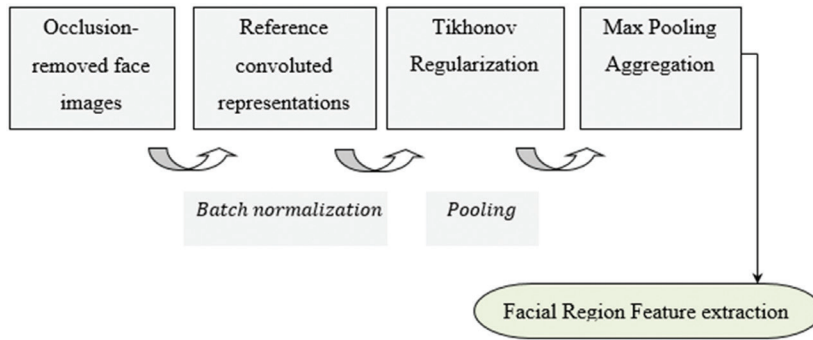 Occlusion-
removed face
images
Reference
convoluted
representations
Tikhonov
Regularization
Max Pooling
Aggregation
Batch normalization
Pooling
Facial Region Feature extraction